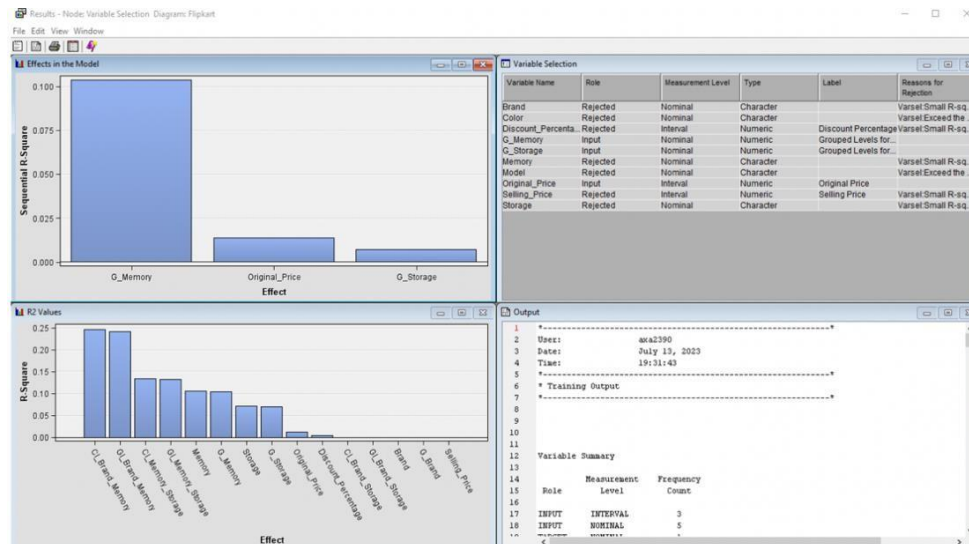 Results - Node: Variable Selection Diagram: Flipkart
File Edit View Window
Effects in the Model
Sequential R-Square
0.100
0.075
0.050
0.025
0.000
G_Memory Original_Price G_Storage
Effect
Variable Selection
Variable Name Role Measurement Level Type Label Reasons for Rejection
Brand Rejected Nominal Character Varsel:Small R-sq...
Color Rejected Nominal Character Varsel:Exceed the ...
Discount_Percenta... Rejected Interval Numeric Discount Percentage Varsel:Small R-sq...
G_Memory Input Nominal Numeric Grouped Levels for...
G_Storage Input Nominal Numeric Grouped Levels for...
Memory Rejected Nominal Character Varsel:Small R-sq...
Model Rejected Nominal Character Varsel:Exceed the ...
Original_Price Input Interval Numeric Original Price
Selling_Price Rejected Interval Numeric Selling Price Varsel:Small R-sq...
Storage Rejected Nominal Character Varsel:Small R-sq...
R2 Values
R-Square
0.25
0.20
0.15
0.10
0.05
0.00
CL_Brand_Memory
GL_Brand_Memory
CL_Memory_Storage
GL_Memory_Storage
Memory
G_Memory
Storage
G_Storage
Original_Price
Discount_Percentage
CL_Brand_Storage
GL_Brand_Storage
Brand
G_Brand
Selling_Price
Effect
Output
1 *------------------------------------------------------------*
2 User: axa2390
3 Date: July 13, 2023
4 Time: 19:31:43
5 *------------------------------------------------------------*
6 * Training Output
7 *------------------------------------------------------------*
8
9
10
11
12 Variable Summary
13
14 Measurement Frequency
15 Role Level Count
16
17 INPUT INTERVAL 3
18 INPUT NOMINAL 5